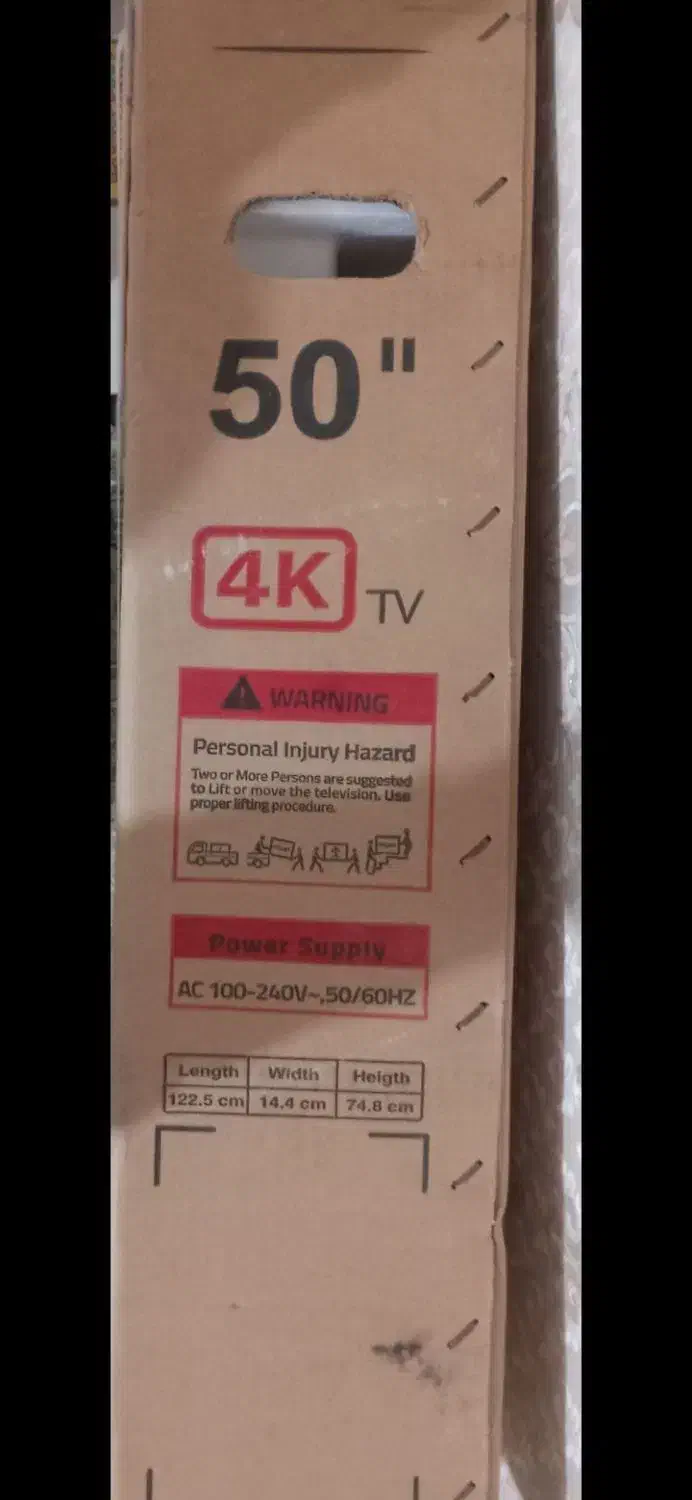 50"
4K TV
WARNING
Personal Injury Hazard
Two or More Persons are suggested
to Lift or move the television. Use
proper lifting procedure.
Power Supply
AC 100-240V~,50/60HZ
Length Width Heigth
122.5 cm 14.4 cm 74.8 cm